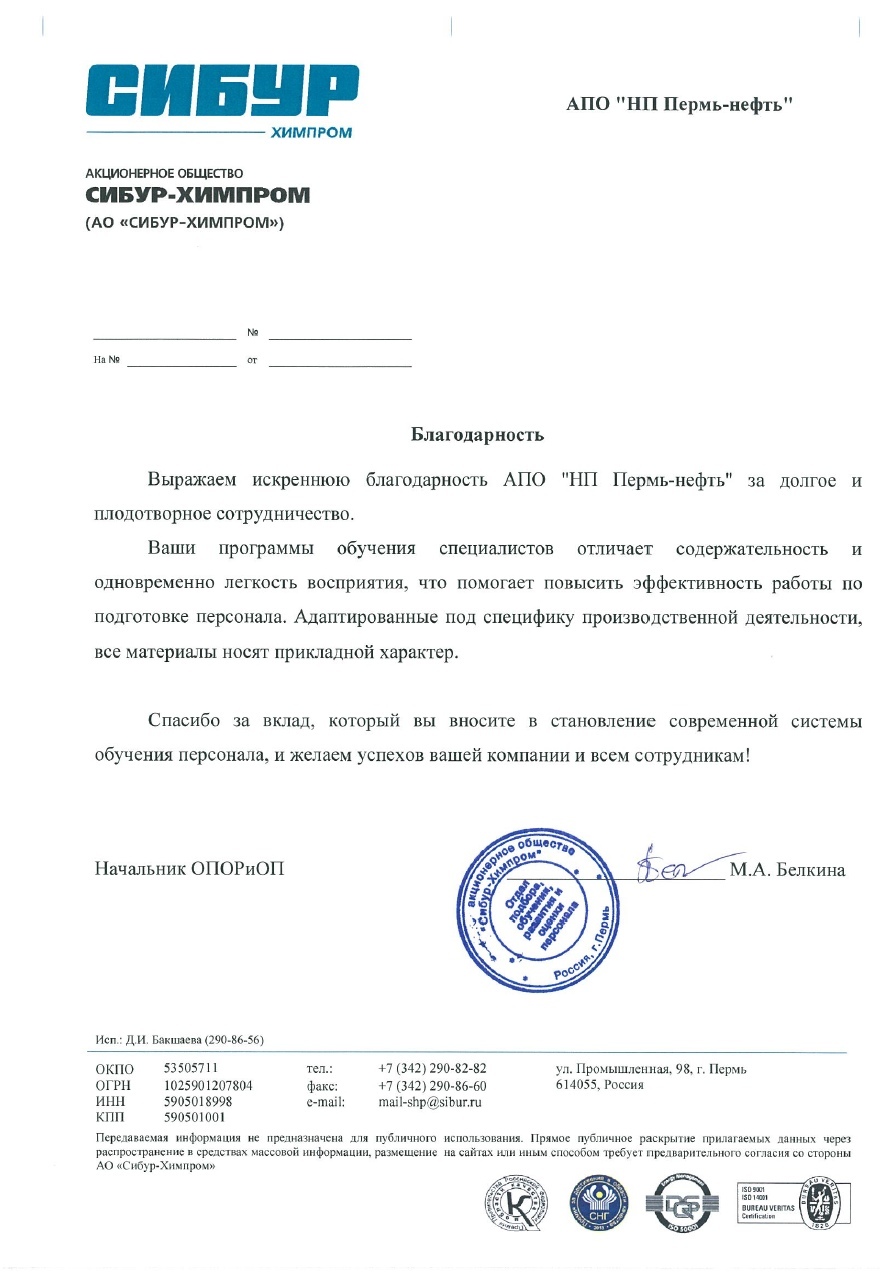 СИБУР
ХИМПРОМ
АПО "НП Пермь-нефть"
АКЦИОНЕРНОЕ ОБЩЕСТВО
СИБУР-ХИМПРОМ
(АО «СИБУР-ХИМПРОМ»)
№
На № от
Благодарность
Выражаем искреннюю благодарность АПО "НП Пермь-нефть" за долгое и
плодотворное сотрудничество.
Ваши программы обучения специалистов отличает содержательность и
одновременно легкость восприятия, что помогает повысить эффективность работы по
подготовке персонала. Адаптированные под специфику производственной деятельности,
все материалы носят прикладной характер.
Спасибо за вклад, который вы вносите в становление современной системы
обучения персонала, и желаем успехов вашей компании и всем сотрудникам!
Начальник ОПОРиОП
М.А. Белкина
акционерное общество
"Сибур-Химпром"
Отдел
подбора,
обучения,
развития и
оценки
персонала
Россия, г.Пермь
Исп.: Д.И. Бакшаева (290-86-56)
ОКПО 53505711 тел.: +7 (342) 290-82-82 ул. Промышленная, 98, г. Пермь
ОГРН 1025901207804 факс: +7 (342) 290-86-60 614055, Россия
ИНН 5905018998 e-mail: mail-shp@sibur.ru
КПП 590501001
Передаваемая информация не предназначена для публичного использования. Прямое публичное раскрытие прилагаемых данных через
распространение в средствах массовой информации, размещение на сайтах или иным способом требует предварительного согласия со стороны
АО «Сибур-Химпром»
СНГ
DQS
ISO 50001
ISO 9001
ISO 14001
BUREAU VERITAS
Certification
BUREAU VERITAS
1828